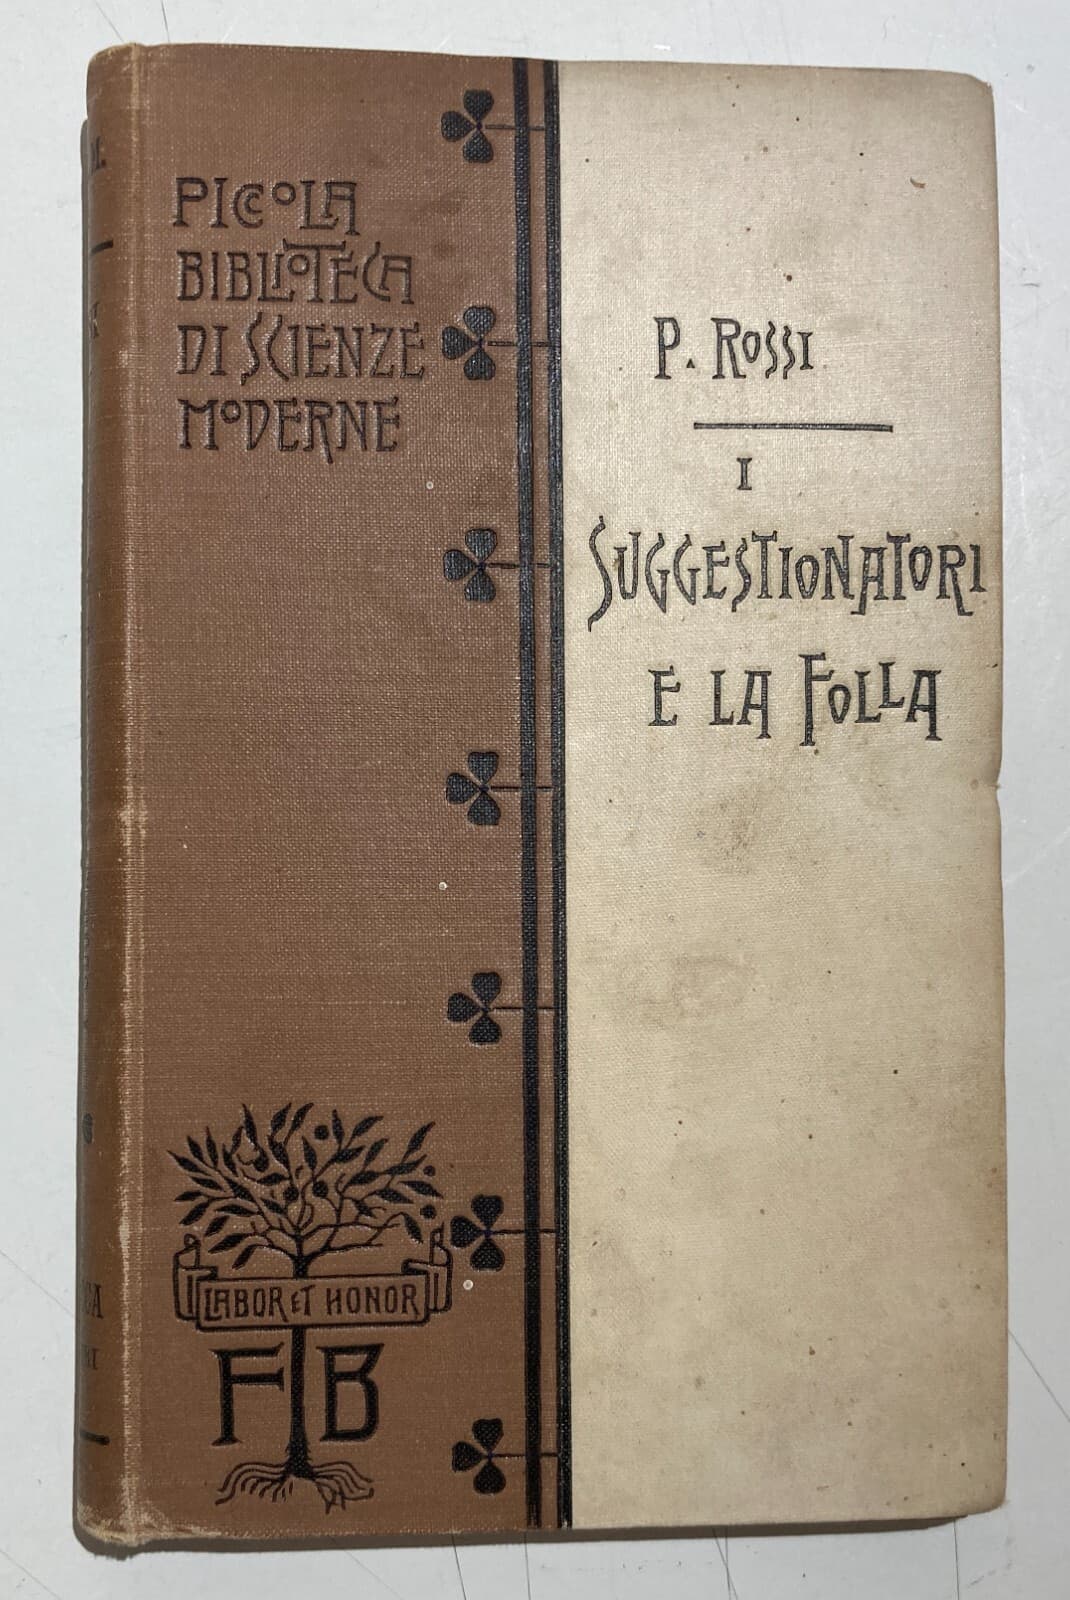 PICCOLA
BIBLIOTECA
DI SCIENZE
MODERNE
P. ROSSI
I
SUGGESTIONATORI
E LA FOLLA
LABOR ET HONOR
FB